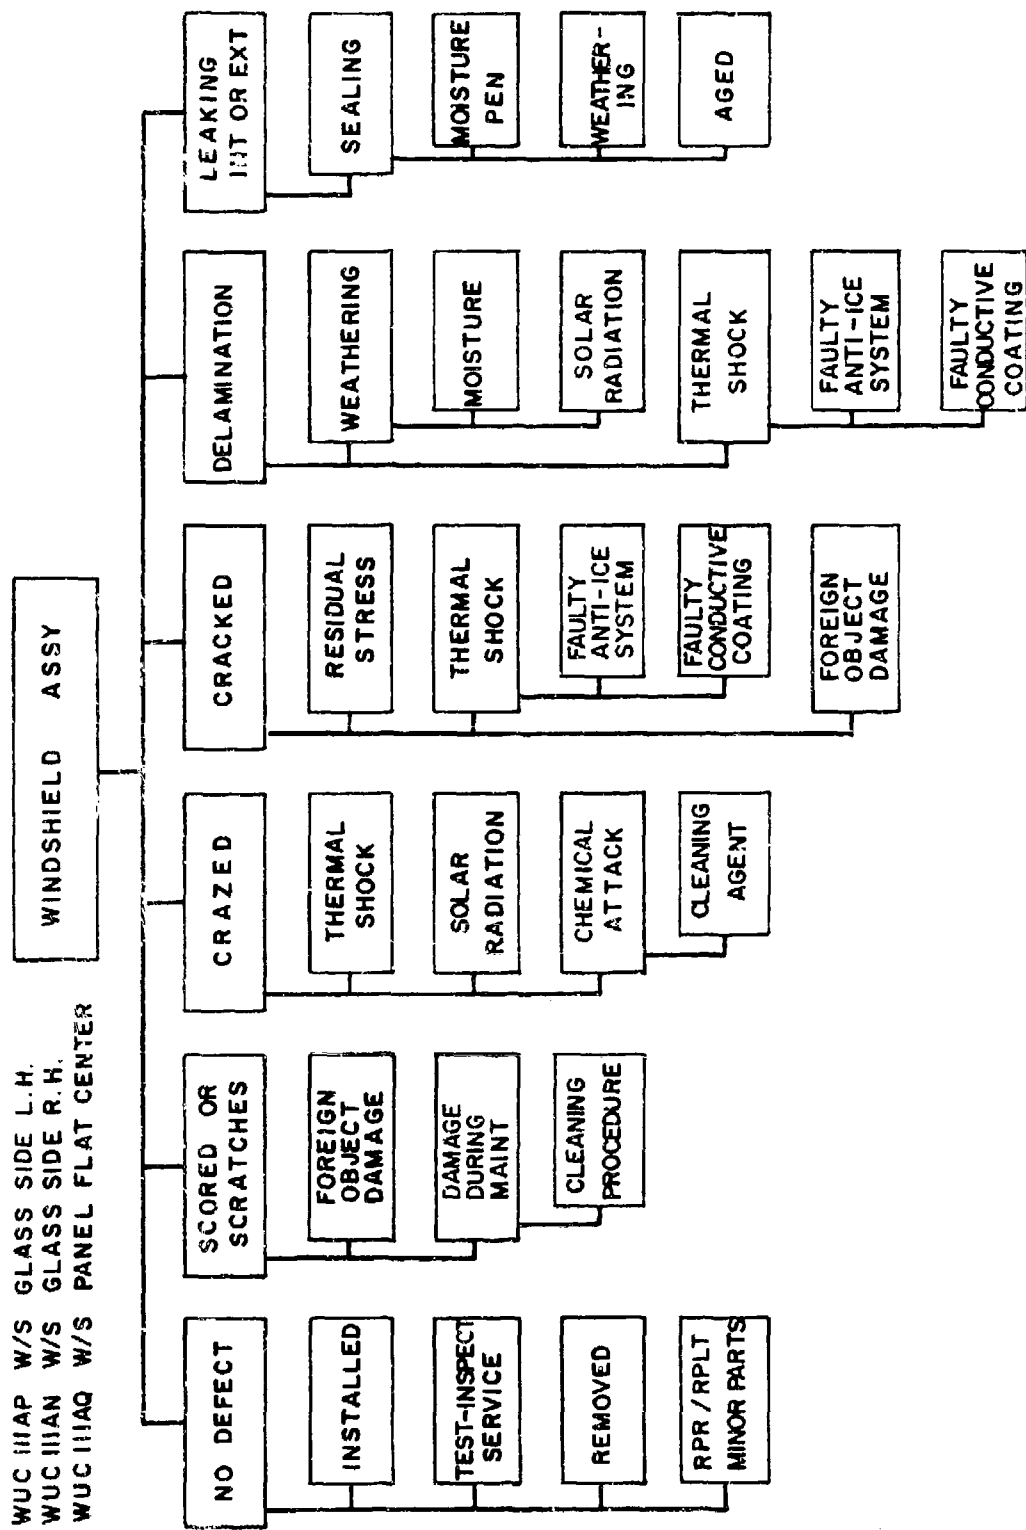 WUC 111AP W/S GLASS SIDE L.H.
WUC 111AN W/S GLASS SIDE R.H.
WUC 111AQ W/S PANEL FLAT CENTER
WINDSHIELD ASSY
NO DEFECT
INSTALLED
TEST-INSPECT
SERVICE
REMOVED
RPR/RPLT
MINOR PARTS
SCORED OR
SCRATCHES
FOREIGN
OBJECT
DAMAGE
DAMAGE
DURING
MAINT
CLEANING
PROCEDURE
CRAZED
THERMAL
SHOCK
SOLAR
RADIATION
CHEMICAL
ATTACK
CLEANING
AGENT
CRACKED
RESIDUAL
STRESS
THERMAL
SHOCK
FAULTY
ANTI-ICE
SYSTEM
FAULTY
CONDUCTIVE
COATING
FOREIGN
OBJECT
DAMAGE
DELAMINATION
WEATHERING
MOISTURE
SOLAR
RADIATION
THERMAL
SHOCK
FAULTY
ANTI-ICE
SYSTEM
FAULTY
CONDUCTIVE
COATING
LEAKING
INT OR EXT
SEALING
MOISTURE
PEN
WEATHER-
ING
AGED